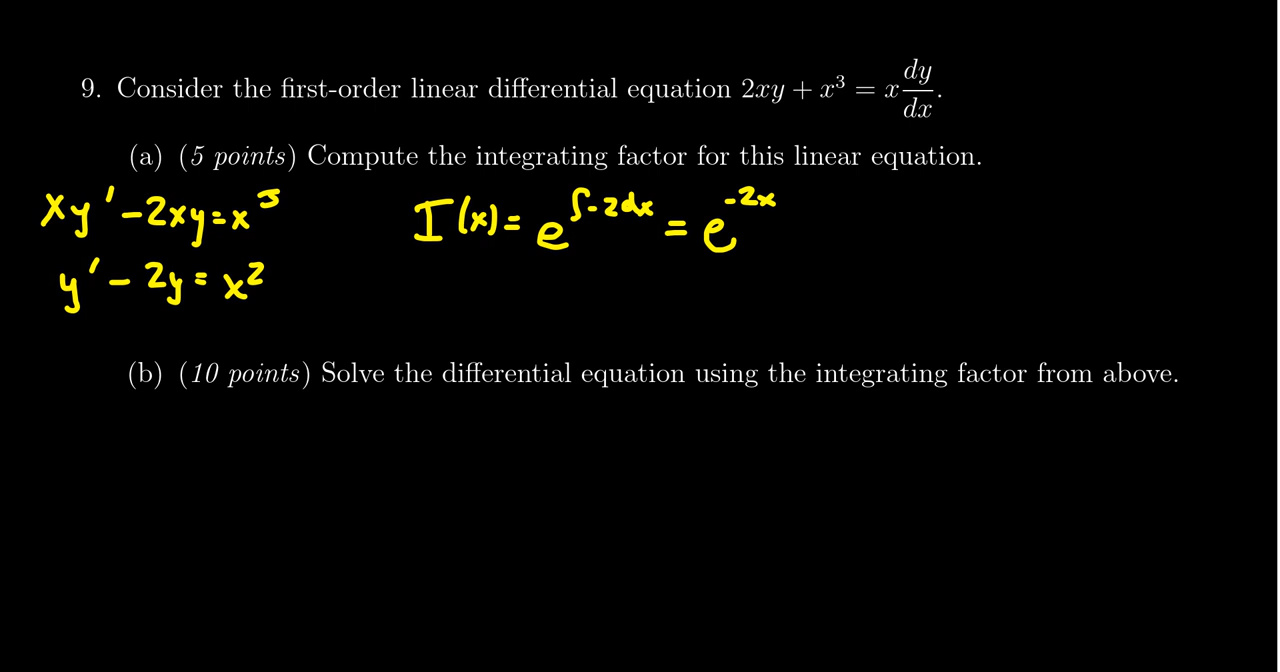 9. Consider the first-order linear differential equation 2xy + x³ = x dy/dx.
(a) (5 points) Compute the integrating factor for this linear equation.
xy' - 2xy = x³
I(x) = e^{∫-2dx} = e^{-2x}
y' - 2y = x²
(b) (10 points) Solve the differential equation using the integrating factor from above.